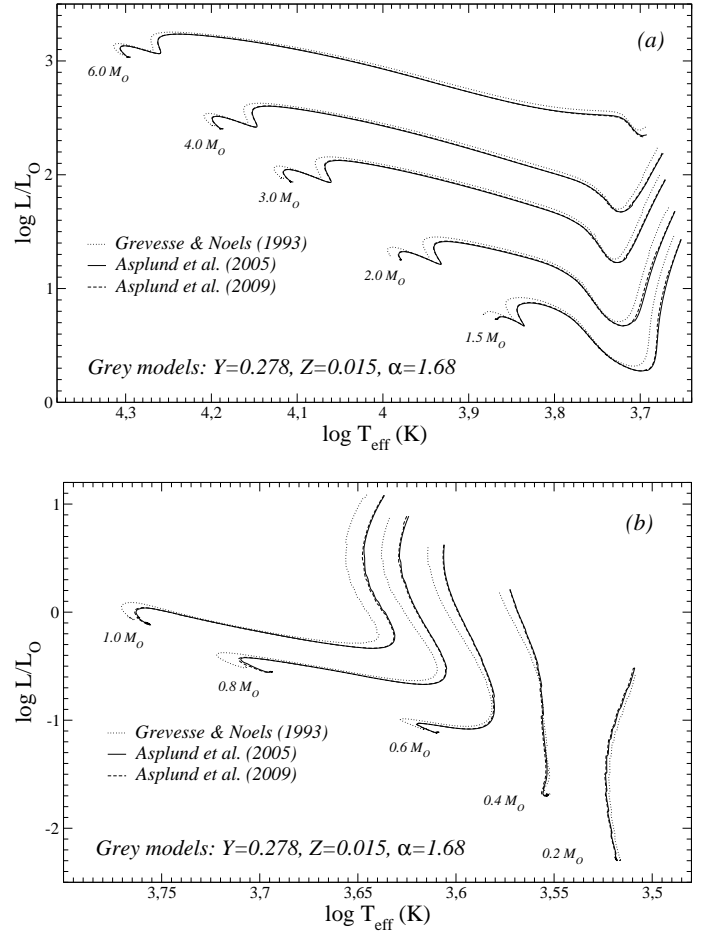 (a)
3
2
1
0
log L/L_O
6.0 M_O
4.0 M_O
3.0 M_O
2.0 M_O
1.5 M_O
Grevesse & Noels (1993)
Asplund et al. (2005)
Asplund et al. (2009)
Grey models: Y=0.278, Z=0.015, α=1.68
4,3 4,2 4,1 4 3,9 3,8 3,7
log T_eff (K)
(b)
1
0
-1
-2
log L/L_O
1.0 M_O
0.8 M_O
0.6 M_O
0.4 M_O
0.2 M_O
Grevesse & Noels (1993)
Asplund et al. (2005)
Asplund et al. (2009)
Grey models: Y=0.278, Z=0.015, α=1.68
3,75 3,7 3,65 3,6 3,55 3,5
log T_eff (K)